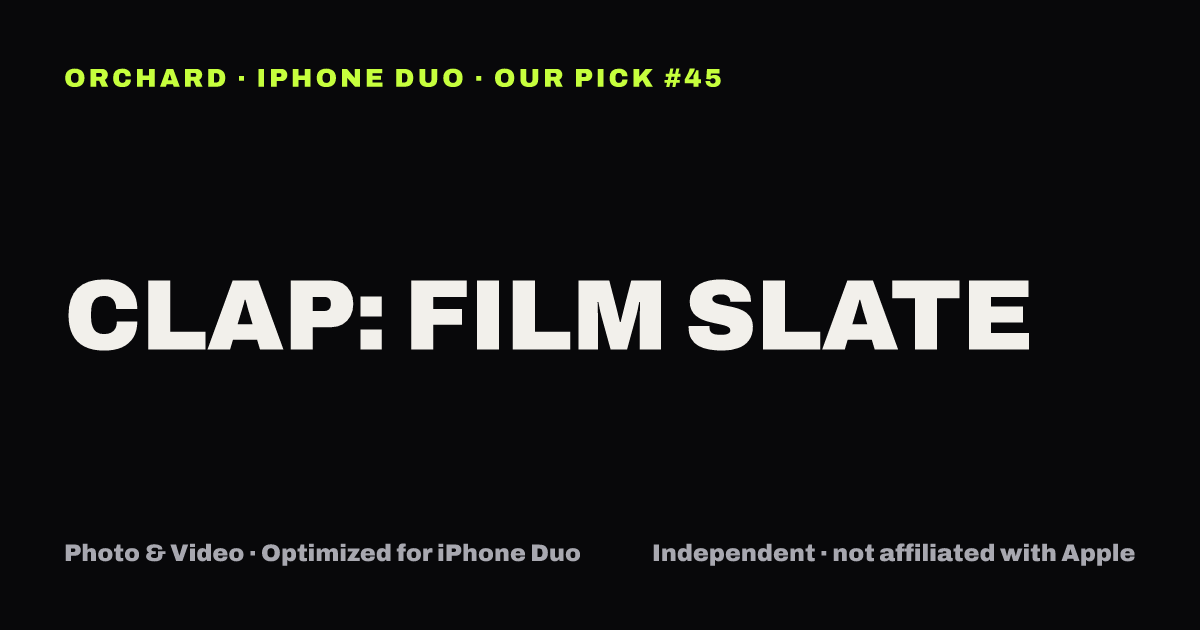 ORCHARD · IPHONE DUO · OUR PICK #45
CLAP: FILM SLATE
Photo & Video · Optimized for iPhone Duo
Independent · not affiliated with Apple